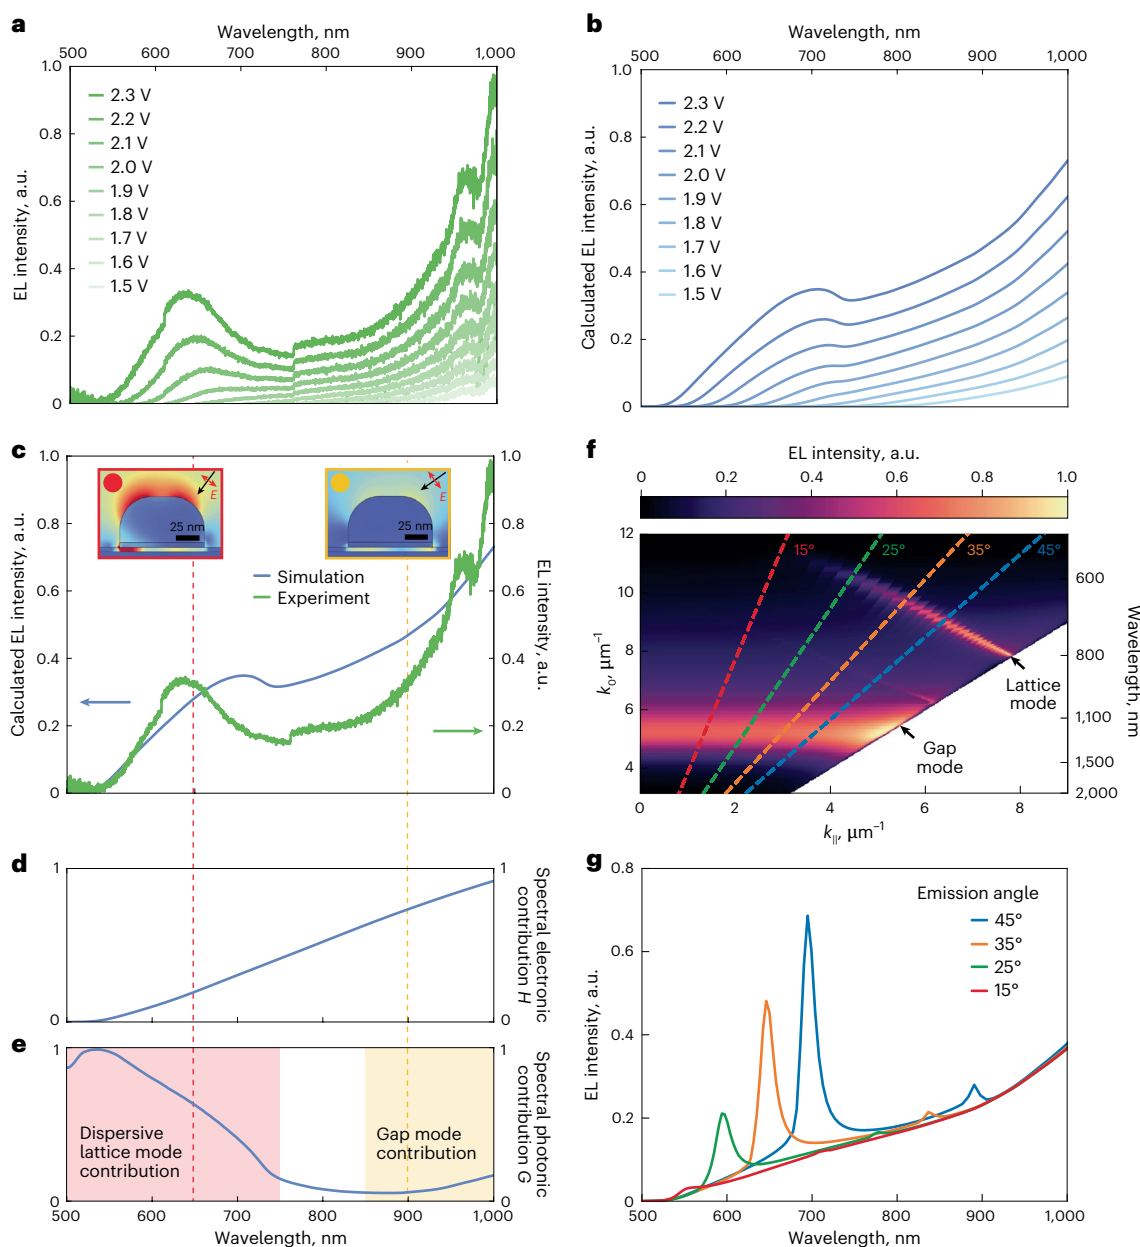 a
Wavelength, nm
500 600 700 800 900 1,000
1.0
0.8
0.6
0.4
0.2
0
EL intensity, a.u.
2.3 V
2.2 V
2.1 V
2.0 V
1.9 V
1.8 V
1.7 V
1.6 V
1.5 V
b
Wavelength, nm
500 600 700 800 900 1,000
1.0
0.8
0.6
0.4
0.2
0
Calculated EL intensity, a.u.
2.3 V
2.2 V
2.1 V
2.0 V
1.9 V
1.8 V
1.7 V
1.6 V
1.5 V
c
1.0
0.8
0.6
0.4
0.2
0
Calculated EL intensity, a.u.
E
25 nm
E
25 nm
Simulation
Experiment
1.0
0.8
0.6
0.4
0.2
0
EL intensity, a.u.
d
1
0
1
0
Spectral electronic
contribution H
e
1
0
Dispersive
lattice mode
contribution
Gap mode
contribution
1
0
Spectral photonic
contribution G
500 600 700 800 900 1,000
Wavelength, nm
f
EL intensity, a.u.
0 0.2 0.4 0.6 0.8 1.0
12
10
8
6
4
k₀, µm⁻¹
15°
25°
35°
45°
Lattice
mode
Gap
mode
600
800
1,100
1,500
2,000
Wavelength, nm
0 2 4 6 8
k||, µm⁻¹
g
0.8
0.6
0.4
0.2
0
EL intensity, a.u.
Emission angle
45°
35°
25°
15°
500 600 700 800 900 1,000
Wavelength, nm